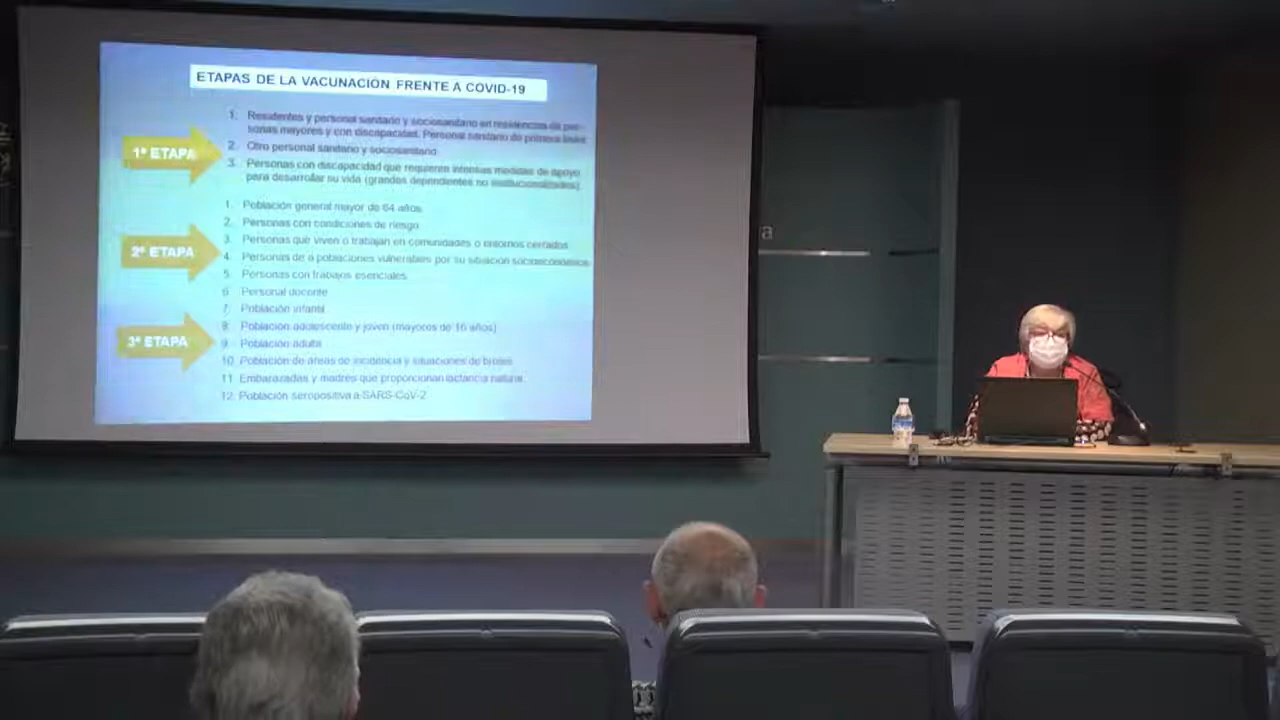 ETAPAS DE LA VACUNACIÓN FRENTE A COVID-19
1ª ETAPA
1. Residentes y personal sanitario y sociosanitario en residencias de per-
sonas mayores y con discapacidad. Personal sanitario de primera línea
2. Otro personal sanitario y sociosanitario
3. Personas con discapacidad que requieren intensas medidas de apoyo
para desarrollar su vida (grandes dependientes no institucionalizados).
2ª ETAPA
1. Población general mayor de 64 años
2. Personas con condiciones de riesgo
3. Personas que viven o trabajan en comunidades o entornos cerrados
4. Personas de a poblaciones vulnerables por su situación socioeconómica
5. Personas con trabajos esenciales
6. Personal docente
7. Población infantil
3ª ETAPA
8. Población adolescente y joven (mayores de 16 años)
9. Población adulta
10. Población de áreas de incidencia y situaciones de brotes
11. Embarazadas y madres que proporcionan lactancia natural
12. Población seropositiva a SARS-CoV-2
a